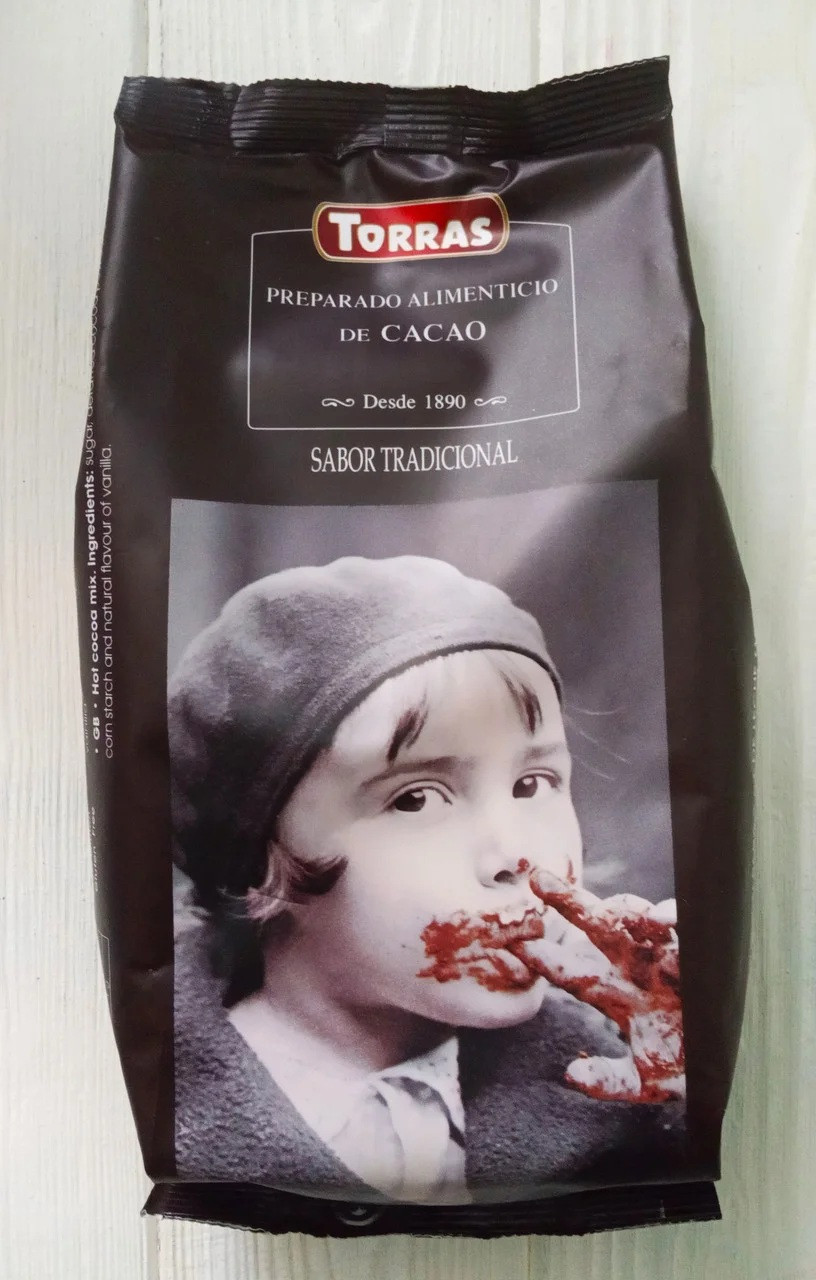 TORRAS
PREPARADO ALIMENTICIO
DE CACAO
Desde 1890
SABOR TRADICIONAL
• GB • Hot cocoa mix. Ingredients: sugar,
corn starch and natural flavour of vanilla.